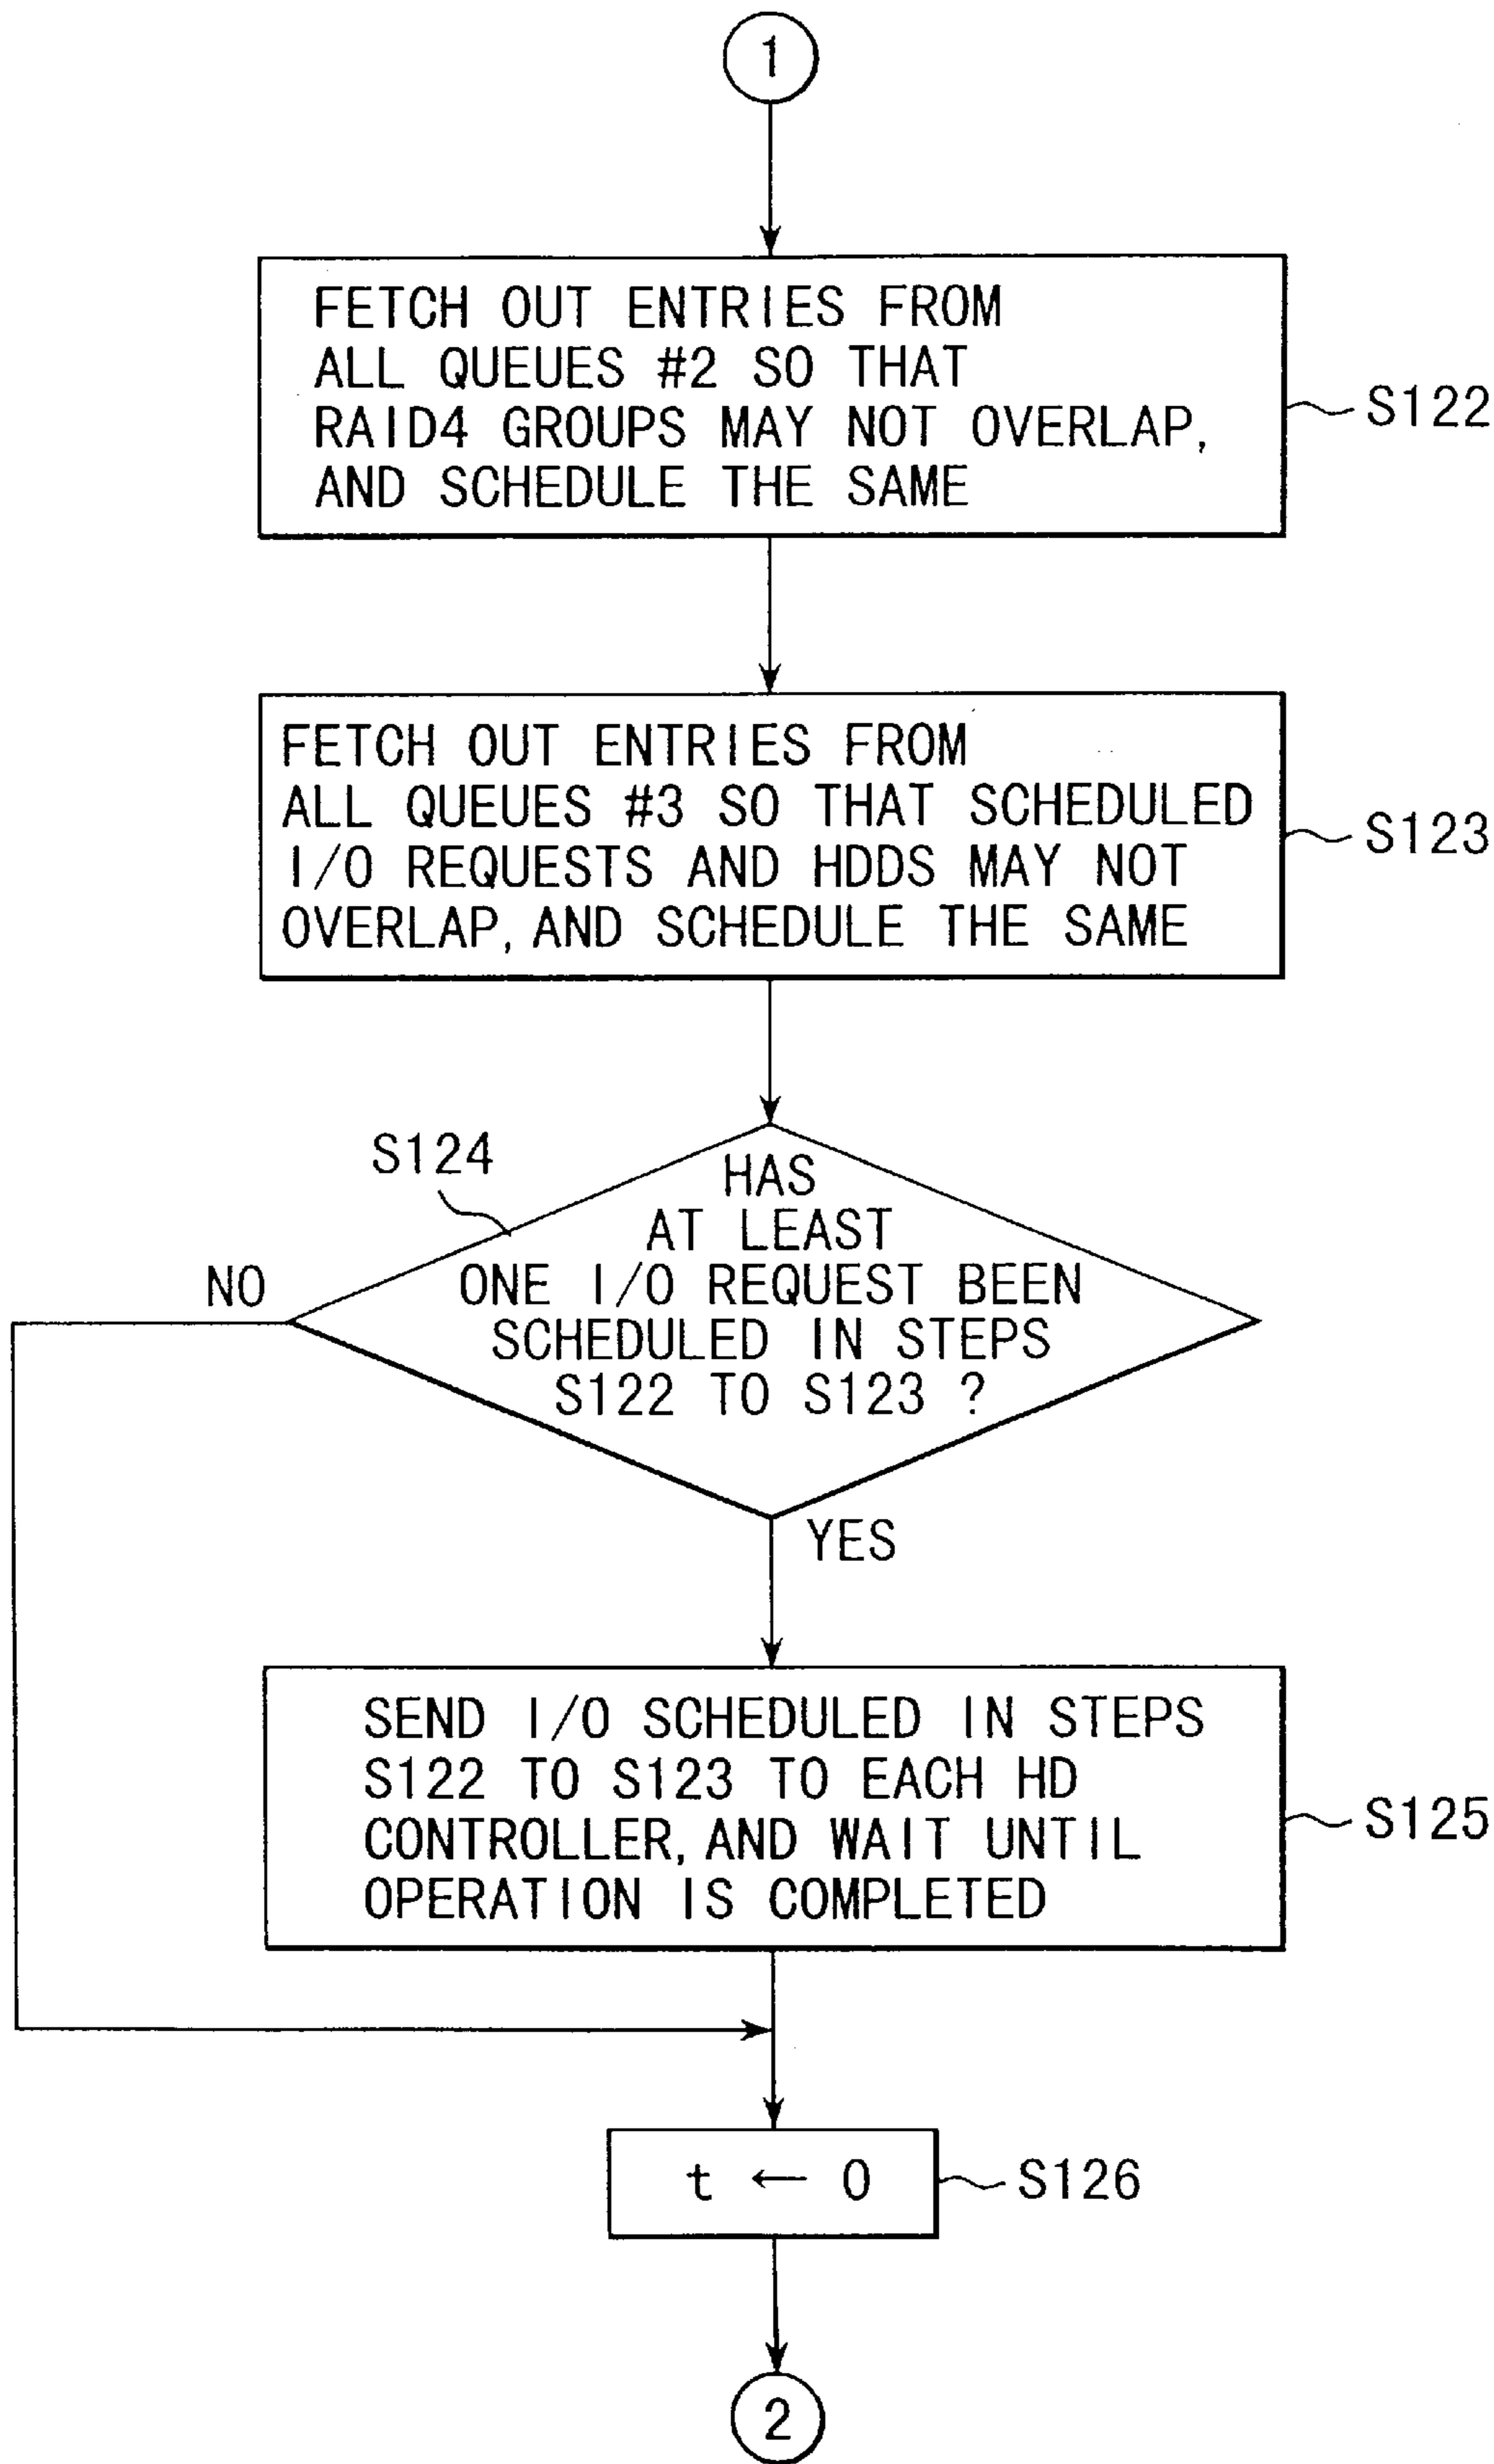 1
FETCH OUT ENTRIES FROM
ALL QUEUES #2 SO THAT
RAID4 GROUPS MAY NOT OVERLAP,
AND SCHEDULE THE SAME
S122
FETCH OUT ENTRIES FROM
ALL QUEUES #3 SO THAT SCHEDULED
I/O REQUESTS AND HDDS MAY NOT
OVERLAP, AND SCHEDULE THE SAME
S123
S124
HAS
AT LEAST
ONE I/O REQUEST BEEN
SCHEDULED IN STEPS
S122 TO S123 ?
NO
YES
SEND I/O SCHEDULED IN STEPS
S122 TO S123 TO EACH HD
CONTROLLER, AND WAIT UNTIL
OPERATION IS COMPLETED
S125
t ← 0
S126
2